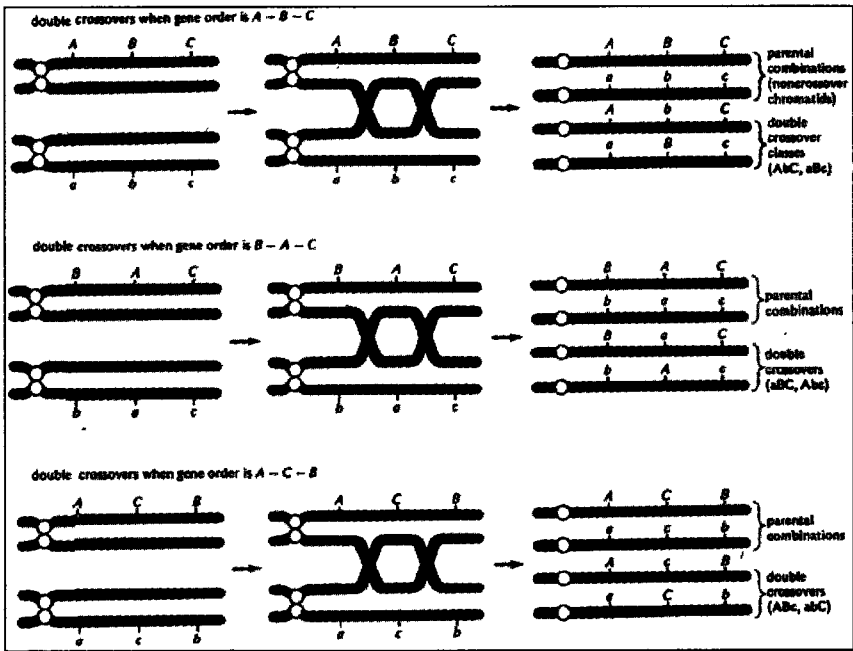 double crossovers when gene order is A – B – C
A B C
a b c
A B C
a b c
A B C
a b c
A b C
a B c
parental
combinations
(noncrossover
chromatids)
double
crossover
classes
(AbC, aBc)
double crossovers when gene order is B – A – C
B A C
b a c
B A C
b a c
B A C
b a c
B a C
b A c
parental
combinations
double
crossovers
(aBC, Abc)
double crossovers when gene order is A – C – B
A C B
a c b
A C B
a c b
A C B
a c b
A c B
a C b
parental
combinations
double
crossovers
(ABc, abC)